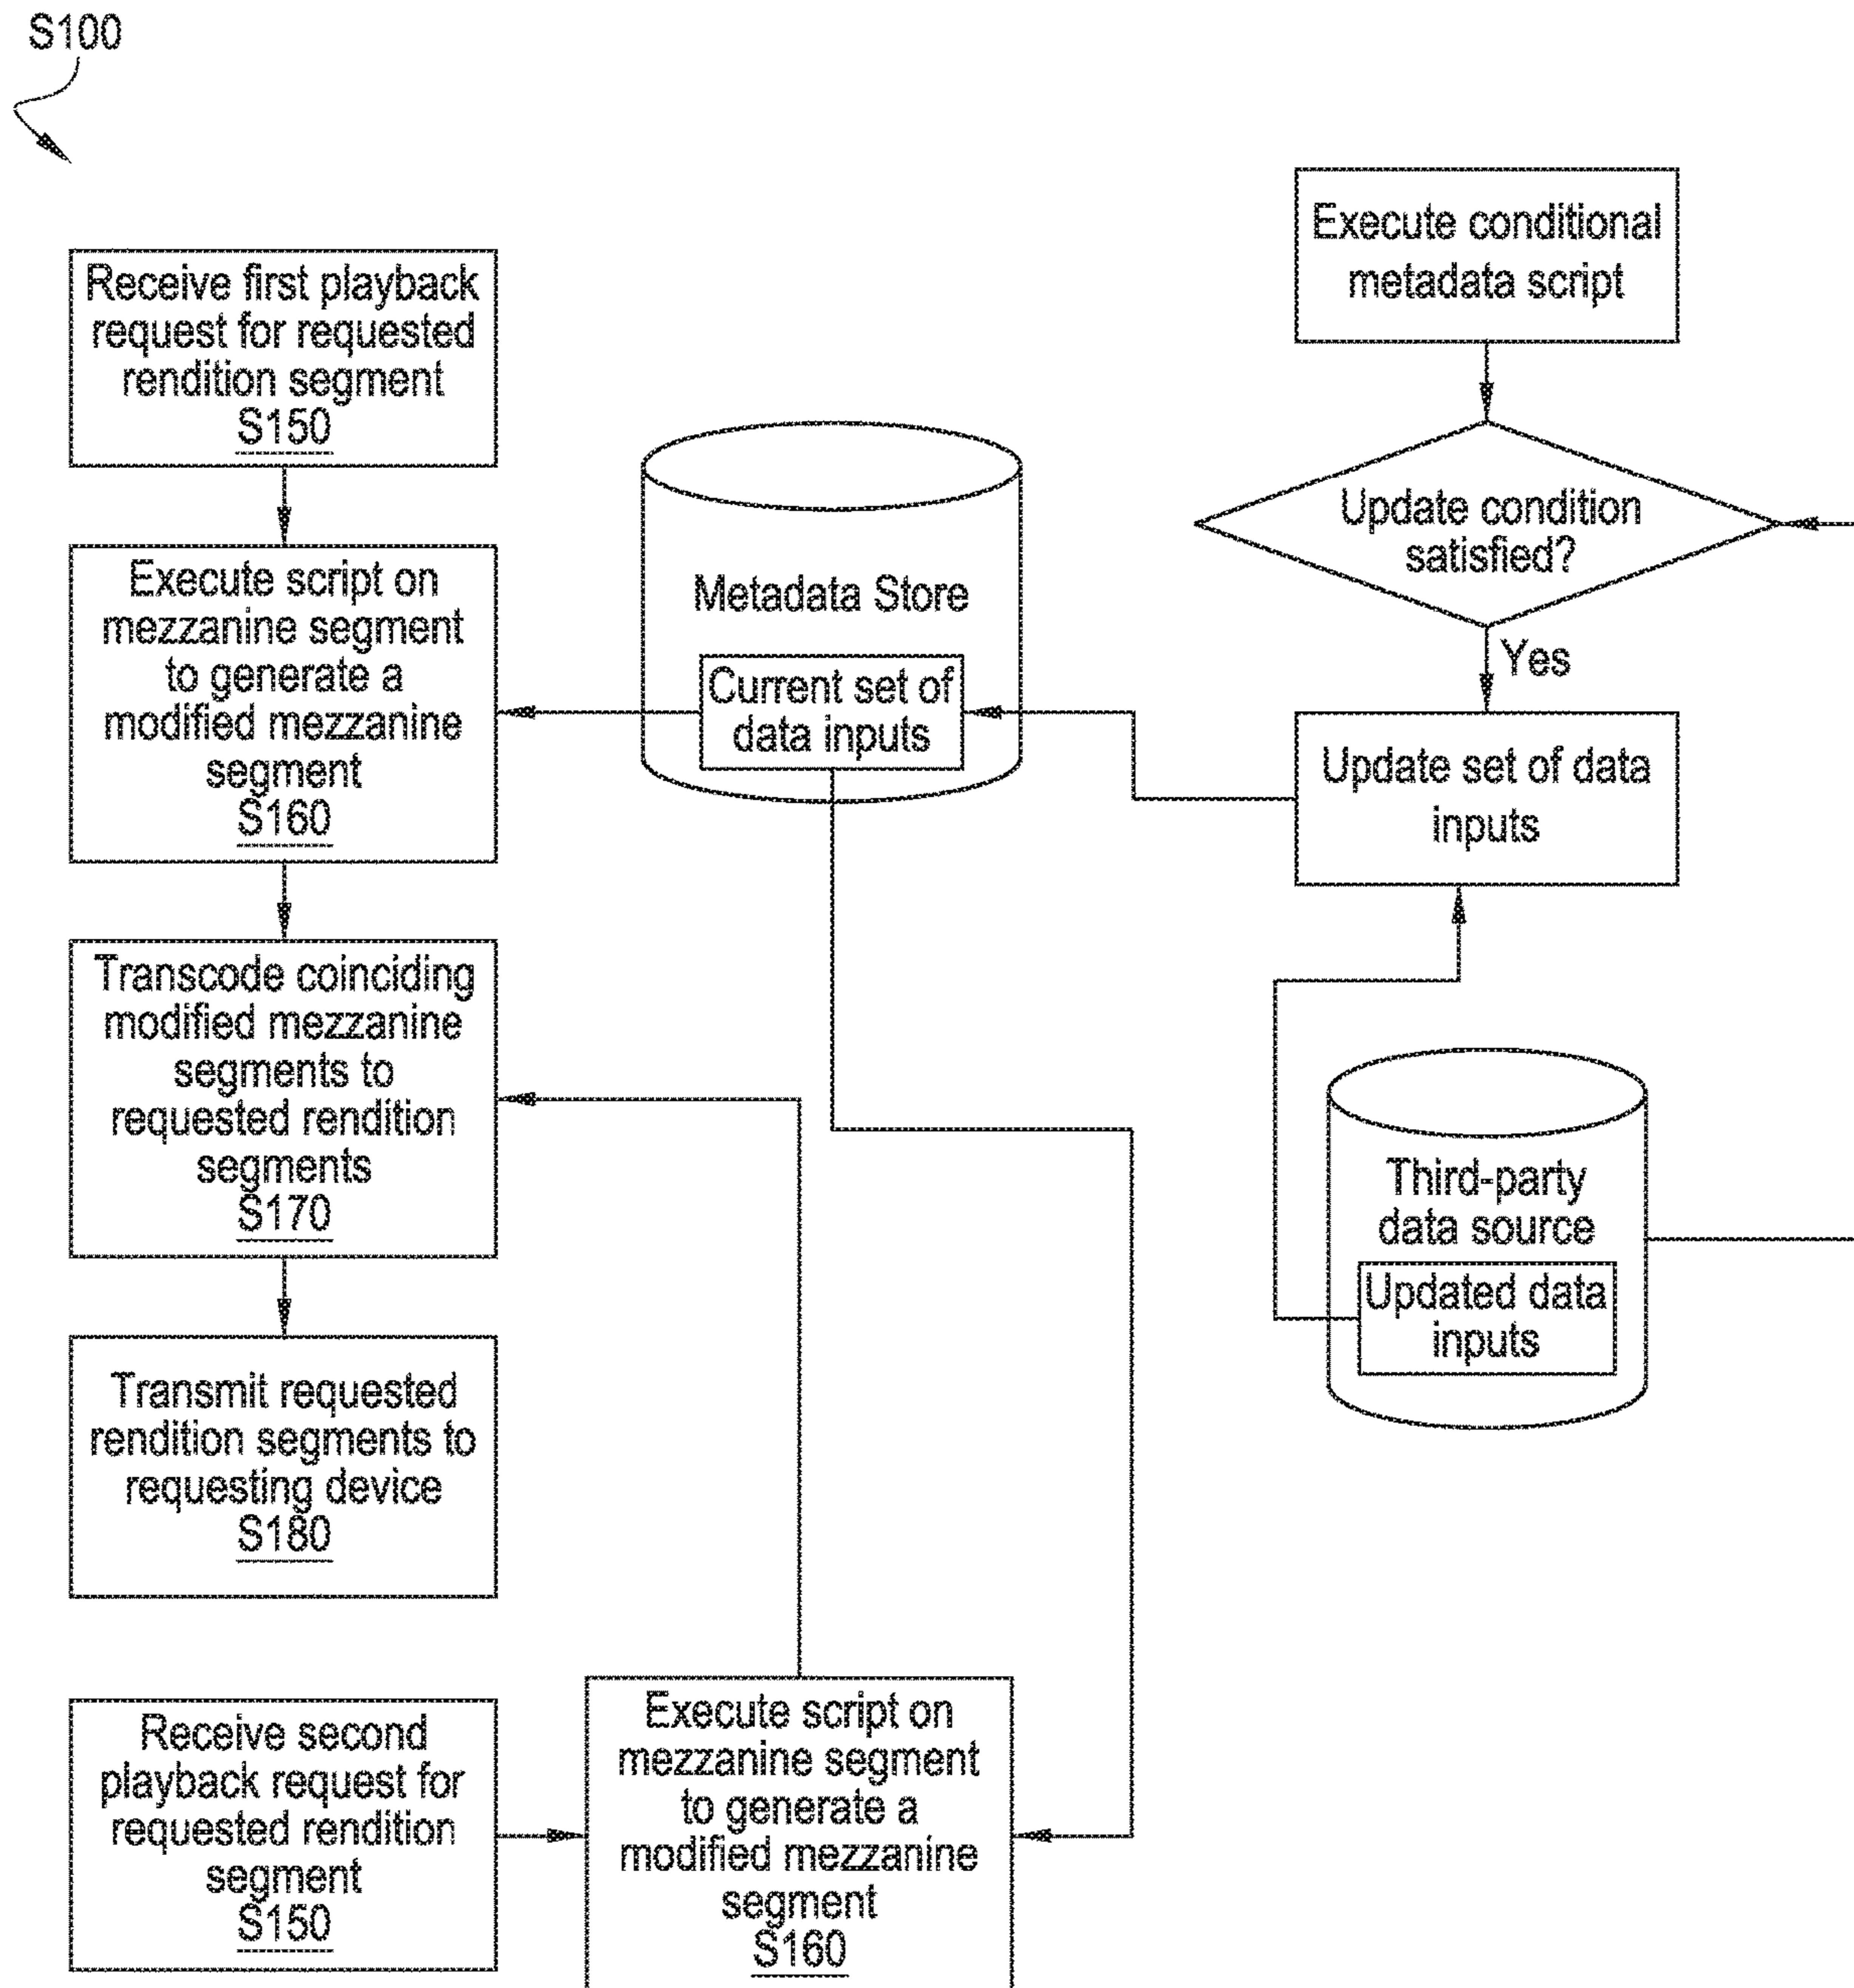 S100
Receive first playback
request for requested
rendition segment
S150
Execute script on
mezzanine segment
to generate a
modified mezzanine
segment
S160
Transcode coinciding
modified mezzanine
segments to
requested rendition
segments
S170
Transmit requested
rendition segments to
requesting device
S180
Receive second
playback request for
requested rendition
segment
S150
Execute script on
mezzanine segment
to generate a
modified mezzanine
segment
S160
Metadata Store
Current set of
data inputs
Execute conditional
metadata script
Update condition
satisfied?
Yes
Update set of data
inputs
Third-party
data source
Updated data
inputs